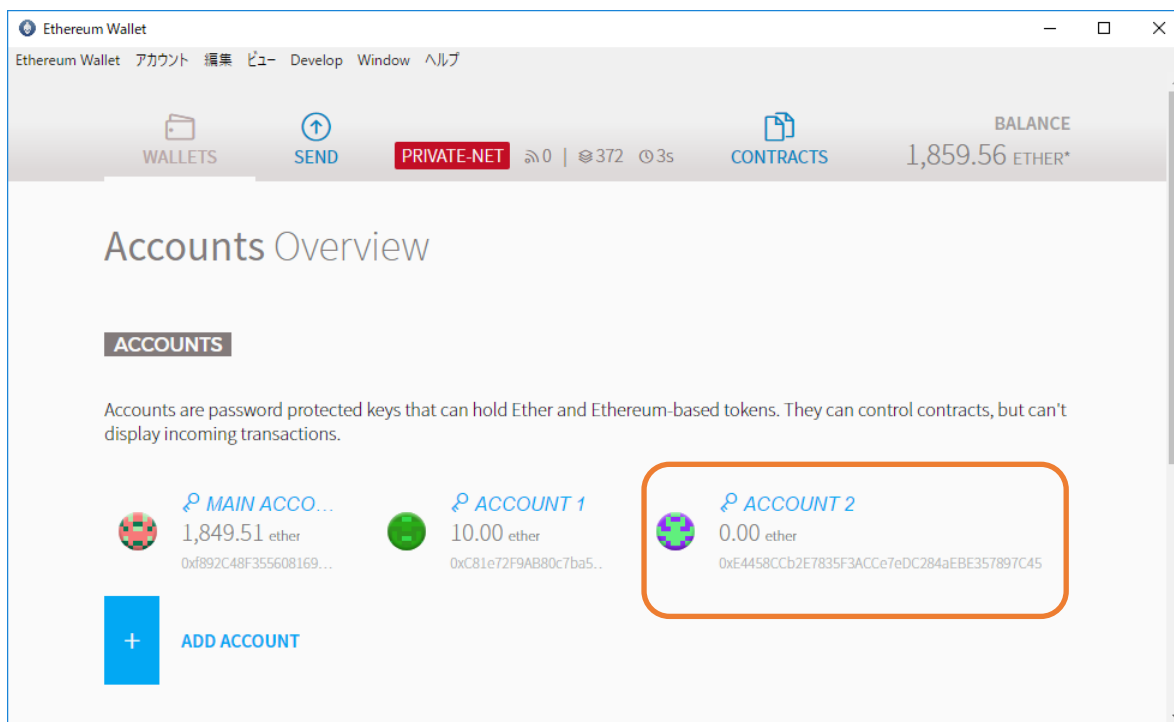 Ethereum Wallet
Ethereum Wallet アカウント 編集 ビュー Develop Window ヘルプ
WALLETS
SEND
PRIVATE-NET 0 | 372 3s
CONTRACTS
BALANCE
1,859.56 ETHER*
Accounts Overview
ACCOUNTS
Accounts are password protected keys that can hold Ether and Ethereum-based tokens. They can control contracts, but can't
display incoming transactions.
MAIN ACCO...
1,849.51 ether
0xf892C48F355608169...
ACCOUNT 1
10.00 ether
0xC81e72F9AB80c7ba5..
ACCOUNT 2
0.00 ether
0xE4458CCb2E7835F3ACCe7eDC284aEBE357897C45
+ ADD ACCOUNT